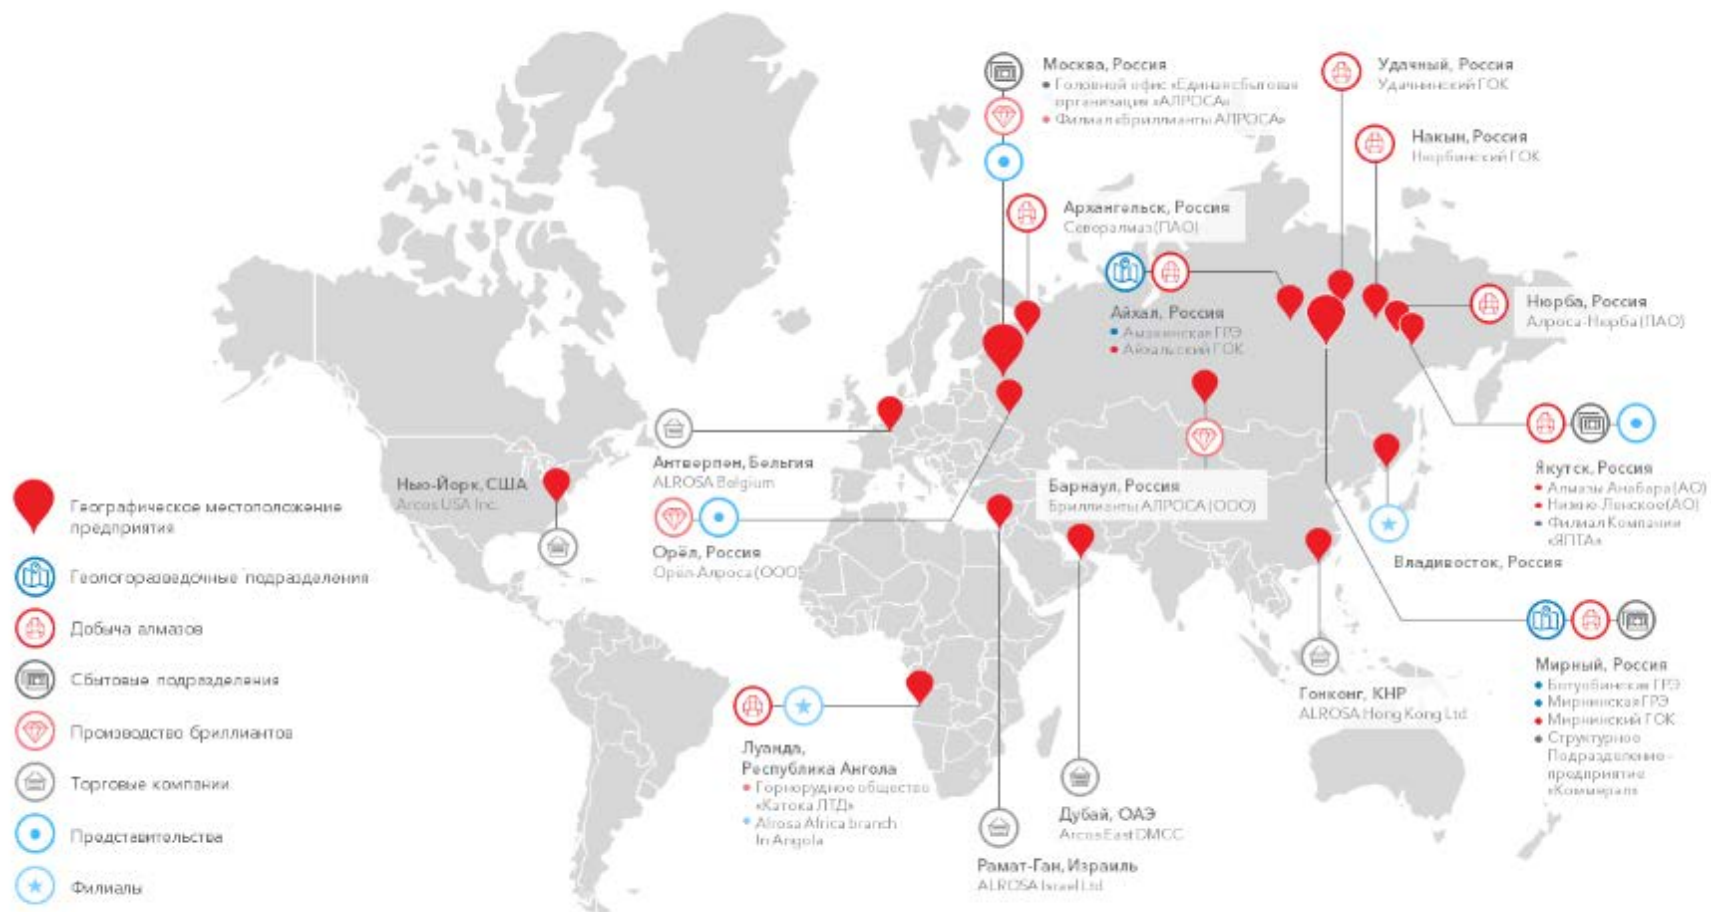 Москва, Россия
Головной офис «Единая сбытовая
организация «АЛРОСА»
Филиал «Бриллианты АЛРОСА»
Удачный, Россия
Удачнинский ГОК
Накын, Россия
Нюрбинский ГОК
Архангельск, Россия
Севералмаз (ПАО)
Айхал, Россия
Амакинская ГРЭ
Айхальский ГОК
Нюрба, Россия
Алроса-Нюрба (ПАО)
Антверпен, Бельгия
ALROSA Belgium
Нью-Йорк, США
Arcos USA Inc.
Орёл, Россия
Орёл-Алроса (ООО)
Барнаул, Россия
Бриллианты АЛРОСА (ООО)
Якутск, Россия
Алмазы Анабара (АО)
Нижне-Ленское (АО)
Филиал Компании
«ЯПТА»
Владивосток, Россия
Мирный, Россия
Ботуобинская ГРЭ
Мирнинская ГРЭ
Мирнинский ГОК
Структурное
Подразделение -
предприятие
«Коммерал»
Гонконг, КНР
ALROSA Hong Kong Ltd
Луанда,
Республика Ангола
Горнорудное общество
«Катока ЛТД»
Alrosa Africa branch
In Angola
Дубай, ОАЭ
Arcos East DMCC
Рамат-Ган, Израиль
ALROSA Israel Ltd
Географическое местоположение
предприятия
Геологоразведочные подразделения
Добыча алмазов
Сбытовые подразделения
Производство бриллиантов
Торговые компании
Представительства
Филиалы